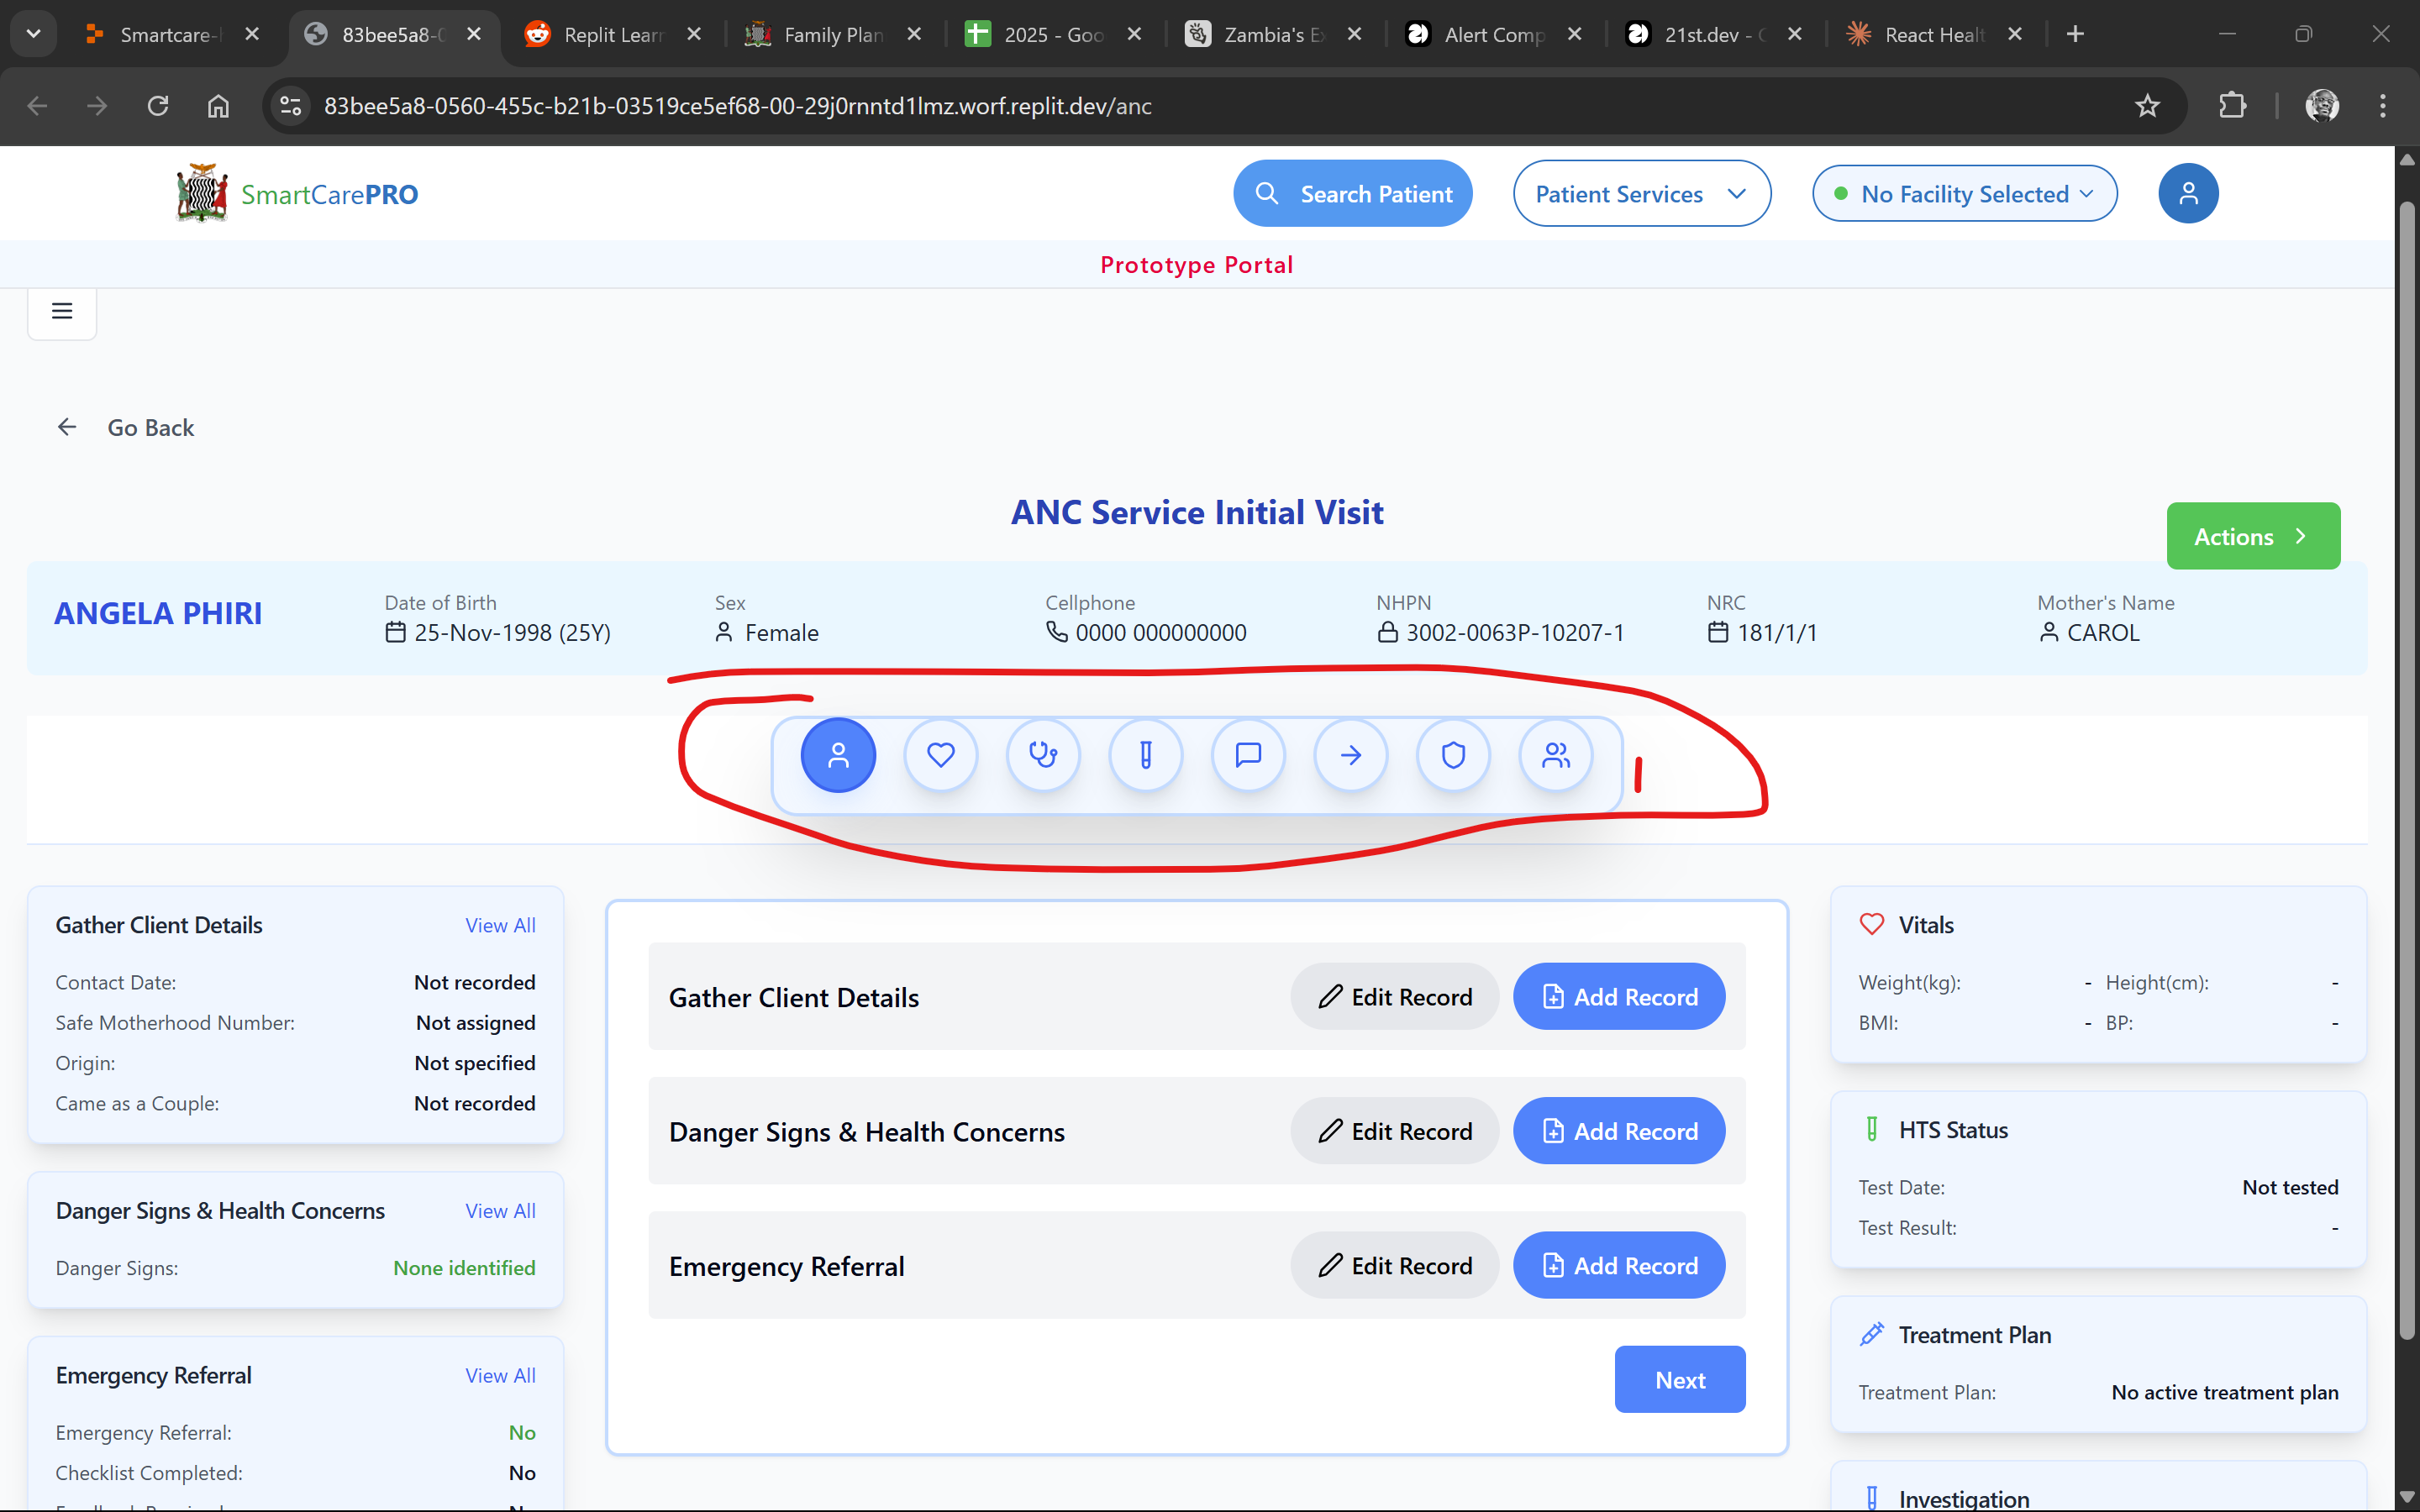 Smartcare-
83bee5a8-0
Replit Lear
Family Plan
2025 - Goo
Zambia's E
Alert Comp
21st.dev -
React Healt
83bee5a8-0560-455c-b21b-03519ce5ef68-00-29j0rnntd1lmz.worf.replit.dev/anc
SmartCarePRO
Search Patient
Patient Services
No Facility Selected
Prototype Portal
Go Back
ANC Service Initial Visit
Actions
ANGELA PHIRI
Date of Birth
25-Nov-1998 (25Y)
Sex
Female
Cellphone
0000 000000000
NHPN
3002-0063P-10207-1
NRC
181/1/1
Mother's Name
CAROL
Gather Client Details View All
Contact Date: Not recorded
Safe Motherhood Number: Not assigned
Origin: Not specified
Came as a Couple: Not recorded
Danger Signs & Health Concerns View All
Danger Signs: None identified
Emergency Referral View All
Emergency Referral: No
Checklist Completed: No
Gather Client Details Edit Record Add Record
Danger Signs & Health Concerns Edit Record Add Record
Emergency Referral Edit Record Add Record
Next
Vitals
Weight(kg): - Height(cm): -
BMI: - BP: -
HTS Status
Test Date: Not tested
Test Result: -
Treatment Plan
Treatment Plan: No active treatment plan
Investigation